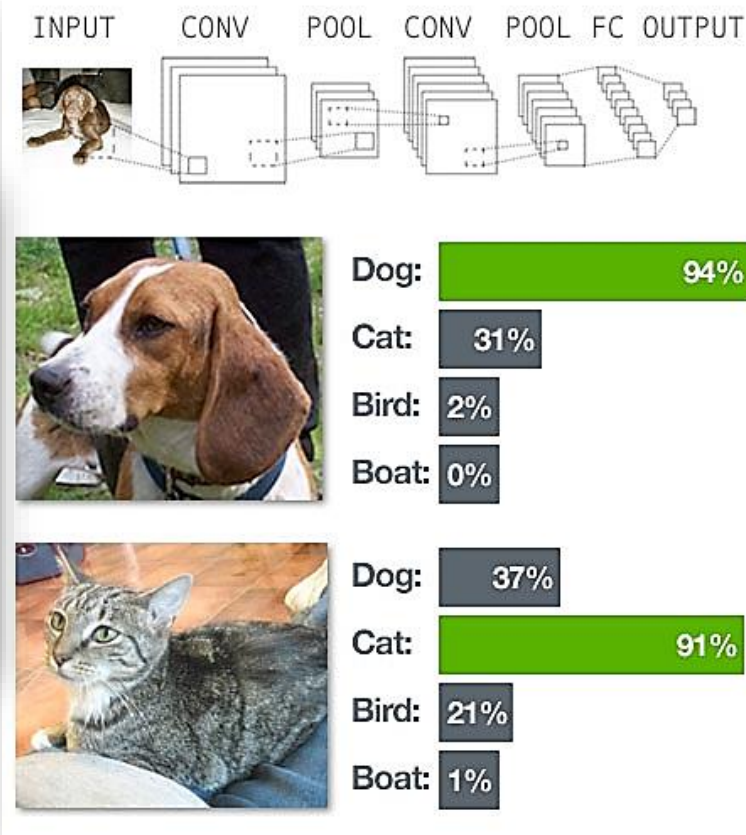 INPUT CONV POOL CONV POOL FC OUTPUT
Dog: 94%
Cat: 31%
Bird: 2%
Boat: 0%
Dog: 37%
Cat: 91%
Bird: 21%
Boat: 1%